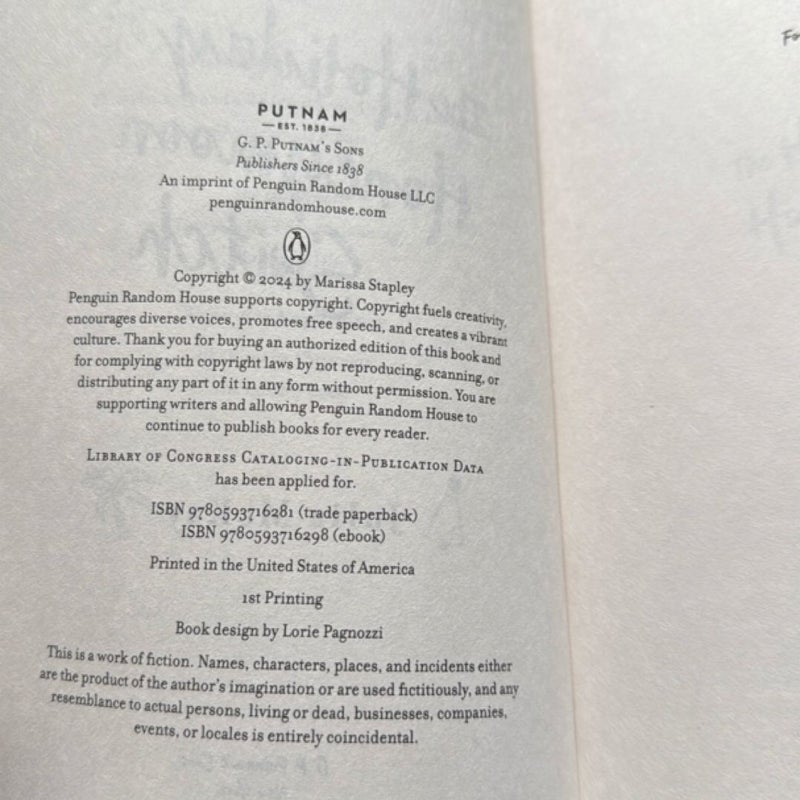 PUTNAM
—EST. 1838—
G. P. PUTNAM'S SONS
Publishers Since 1838
An imprint of Penguin Random House LLC
penguinrandomhouse.com
Copyright © 2024 by Marissa Stapley
Penguin Random House supports copyright. Copyright fuels creativity,
encourages diverse voices, promotes free speech, and creates a vibrant
culture. Thank you for buying an authorized edition of this book and
for complying with copyright laws by not reproducing, scanning, or
distributing any part of it in any form without permission. You are
supporting writers and allowing Penguin Random House to
continue to publish books for every reader.
LIBRARY OF CONGRESS CATALOGING-IN-PUBLICATION DATA
has been applied for.
ISBN 9780593716281 (trade paperback)
ISBN 9780593716298 (ebook)
Printed in the United States of America
1st Printing
Book design by Lorie Pagnozzi
This is a work of fiction. Names, characters, places, and incidents either
are the product of the author's imagination or are used fictitiously, and any
resemblance to actual persons, living or dead, businesses, companies,
events, or locales is entirely coincidental.